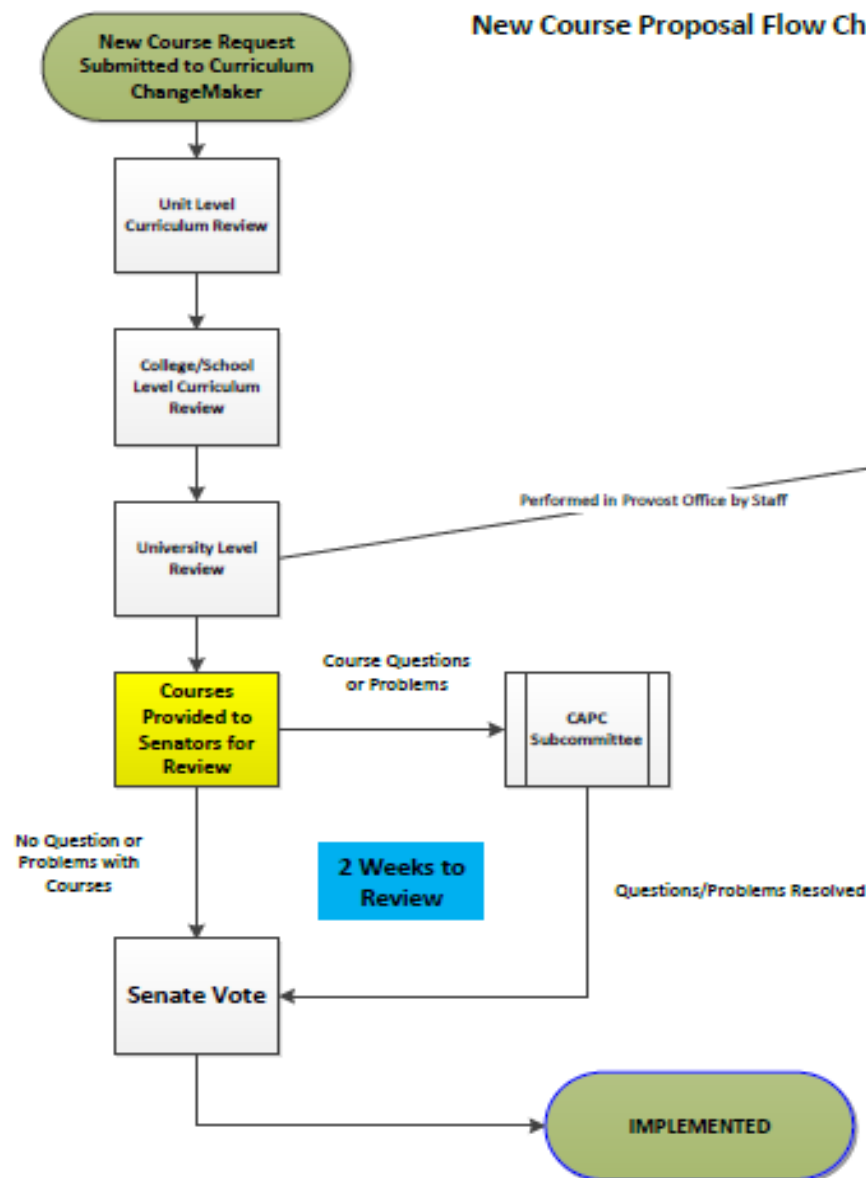 New Course Proposal Flow Ch
New Course Request
Submitted to Curriculum
ChangeMaker
Unit Level
Curriculum Review
College/School
Level Curriculum
Review
Performed in Provost Office by Staff
University Level
Review
Course Questions
or Problems
Courses
Provided to
Senators for
Review
CAPC
Subcommittee
No Question or
Problems with
Courses
2 Weeks to
Review
Questions/Problems Resolved
Senate Vote
IMPLEMENTED